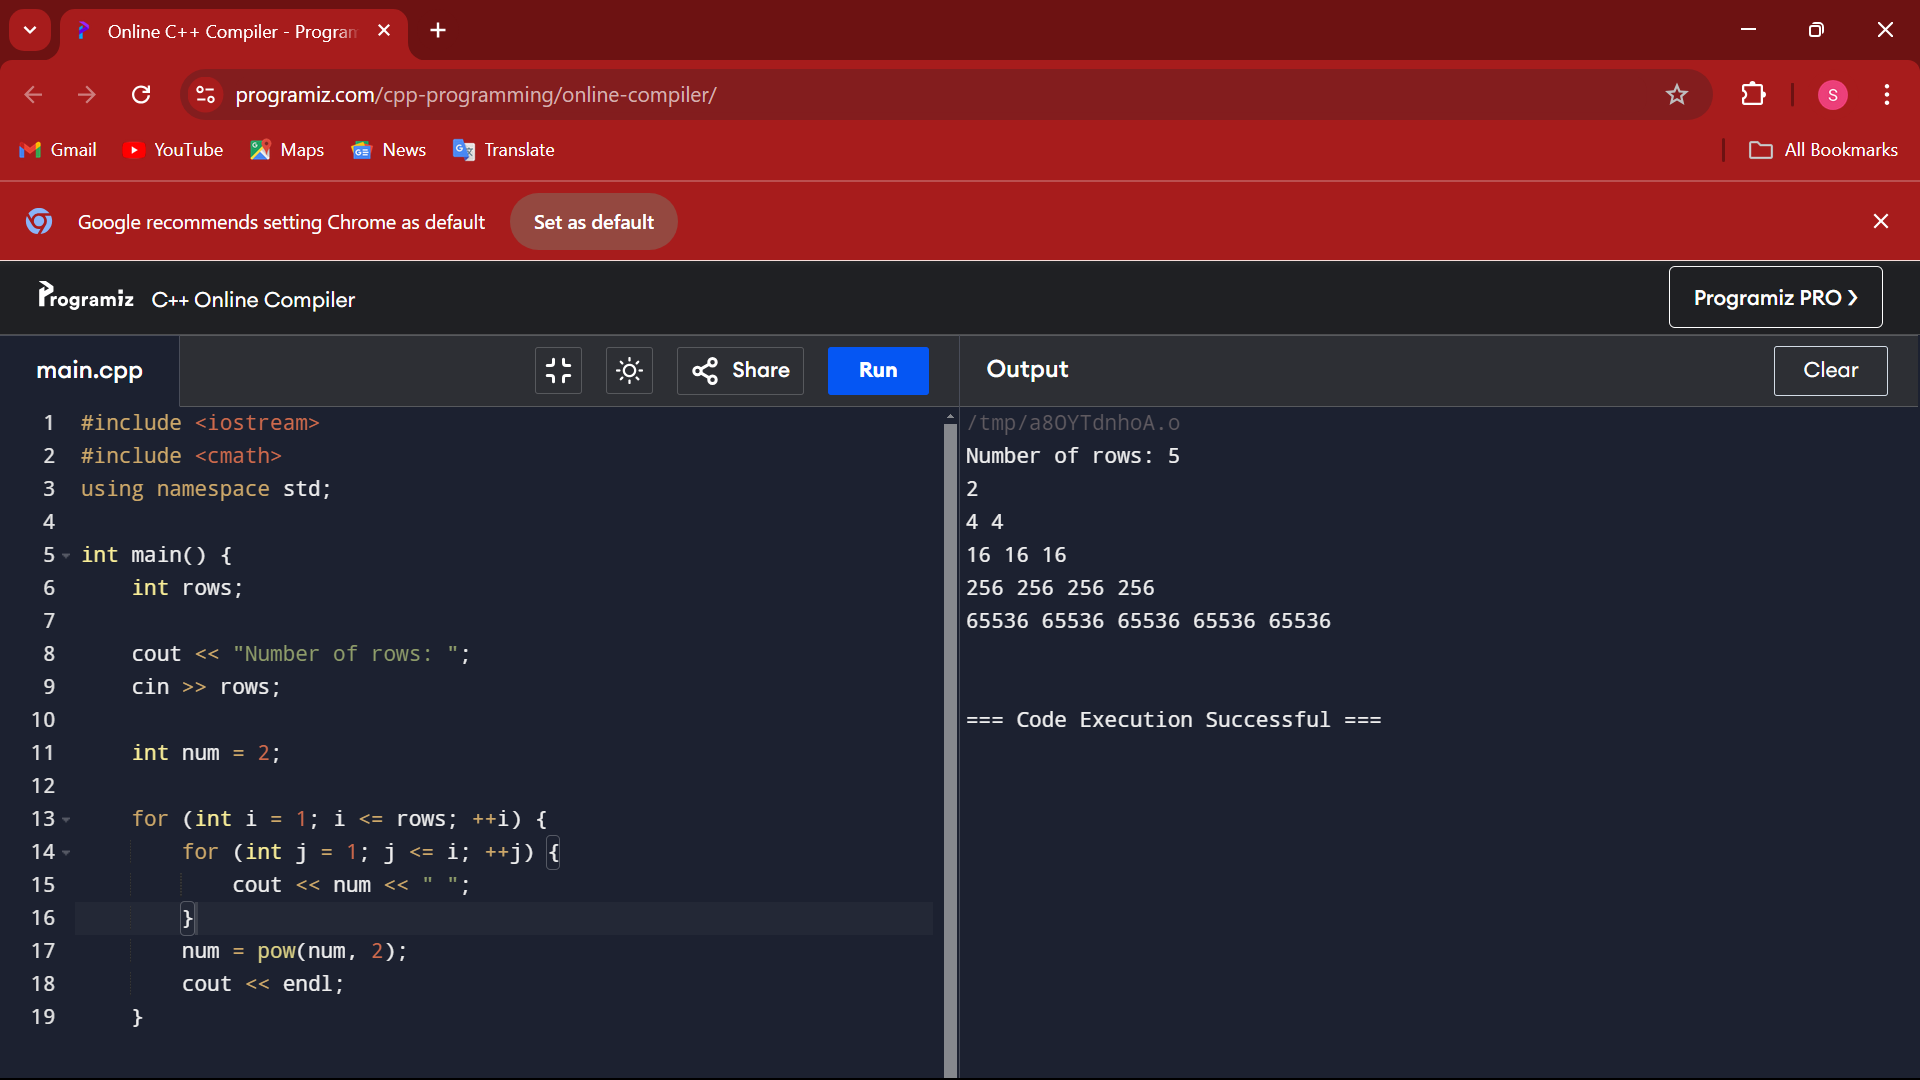 Online C++ Compiler - Program
programiz.com/cpp-programming/online-compiler/
S
Gmail YouTube Maps News Translate All Bookmarks
Google recommends setting Chrome as default Set as default
Programiz C++ Online Compiler Programiz PRO ❯
main.cpp Share Run
1 #include <iostream>
2 #include <cmath>
3 using namespace std;
4
5 int main() {
6     int rows;
7
8     cout << "Number of rows: ";
9     cin >> rows;
10
11     int num = 2;
12
13     for (int i = 1; i <= rows; ++i) {
14         for (int j = 1; j <= i; ++j) {
15             cout << num << " ";
16         }
17         num = pow(num, 2);
18         cout << endl;
19     }
Output Clear
/tmp/a8OYTdnhoA.o
Number of rows: 5
2
4 4
16 16 16
256 256 256 256
65536 65536 65536 65536 65536
=== Code Execution Successful ===